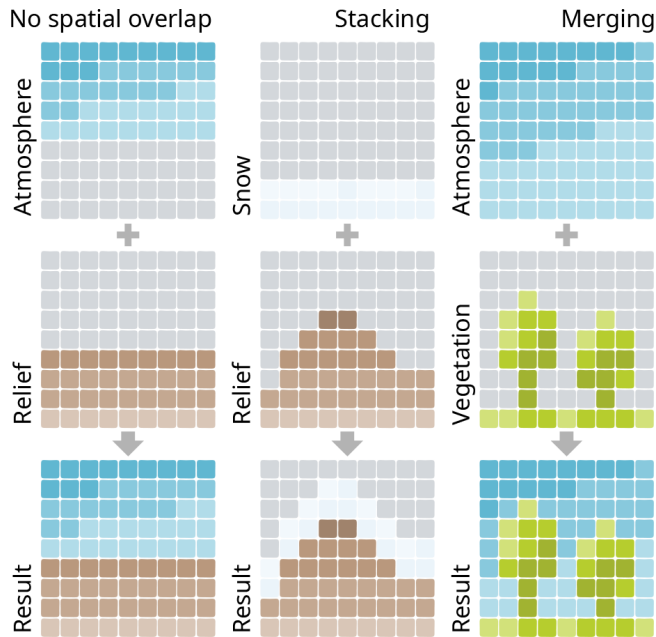 No spatial overlap
Stacking
Merging
Atmosphere
Snow
Atmosphere
Relief
Relief
Vegetation
Result
Result
Result